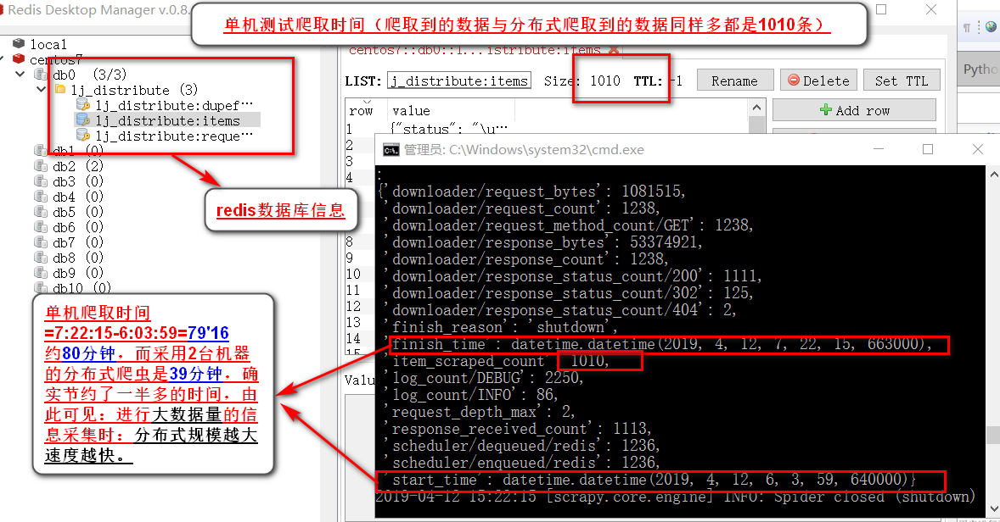 Redis Desktop Manager v.0.8.
单机测试爬取时间（爬取到的数据与分布式爬取到的数据同样多都是1010条）
local
centos7
db0 (3/3)
lj_distribute (3)
lj_distribute:dupef…
lj_distribute:items
lj_distribute:reque…
db1 (0)
db2 (2)
db3 (0)
db4 (0)
db5 (0)
db6 (0)
db7 (0)
db8 (0)
db9 (0)
db10 (0)
redis数据库信息
单机爬取时间
=7:22:15-6:03:59=79'16
约80分钟，而采用2台机器
的分布式爬虫是39分钟，确
实节约了一半多的时间，由
此可见：进行大数据量的信
息采集时：分布式规模越大
速度越快。
centos7::db0::l...istribute:items
LIST: j_distribute:items Size: 1010 TTL: -1 Rename Delete Set TTL
row value
Add row
1 {"status": "\u…
2
3
4
8
9
10
11
12
13
14
15
Valu
Pytho
管理员: C:\Windows\system32\cmd.exe
:
{'downloader/request_bytes': 1081515,
'downloader/request_count': 1238,
'downloader/request_method_count/GET': 1238,
'downloader/response_bytes': 53374921,
'downloader/response_count': 1238,
'downloader/response_status_count/200': 1111,
'downloader/response_status_count/302': 125,
'downloader/response_status_count/404': 2,
'finish_reason': 'shutdown',
'finish_time': datetime.datetime(2019, 4, 12, 7, 22, 15, 663000),
'item_scraped_count' 1010,
'log_count/DEBUG': 2250,
'log_count/INFO': 86,
'request_depth_max': 2,
'response_received_count': 1113,
'scheduler/dequeued/redis': 1236,
'scheduler/enqueued/redis': 1236,
'start_time': datetime.datetime(2019, 4, 12, 6, 3, 59, 640000)}
2019-04-12 15:22:15 [scrapy.core.engine] INFO: Spider closed (shutdown)